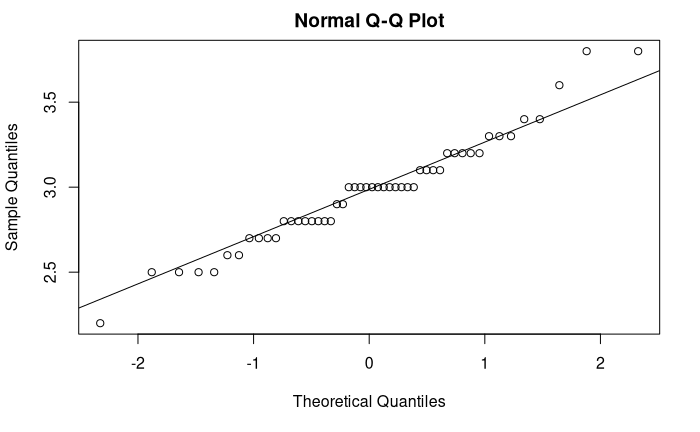 Normal Q-Q Plot
3.5
3.0
2.5
Sample Quantiles
-2 -1 0 1 2
Theoretical Quantiles